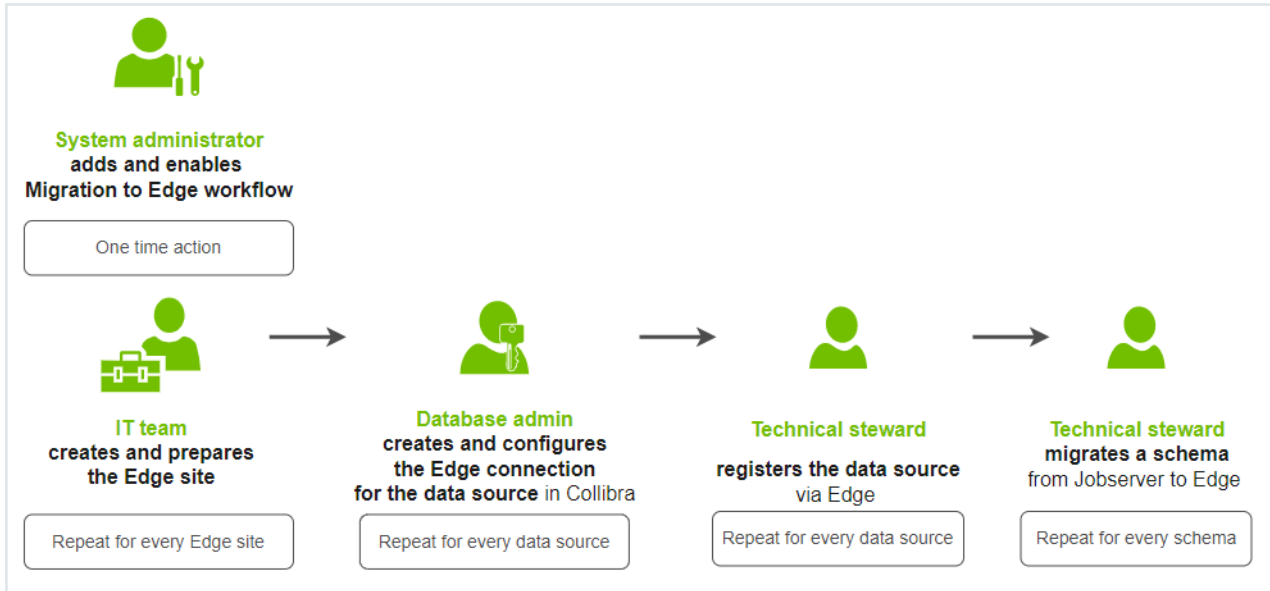 System administrator
adds and enables
Migration to Edge workflow
One time action
IT team
creates and prepares
the Edge site
Repeat for every Edge site
Database admin
creates and configures
the Edge connection
for the data source in Collibra
Repeat for every data source
Technical steward
registers the data source
via Edge
Repeat for every data source
Technical steward
migrates a schema
from Jobserver to Edge
Repeat for every schema